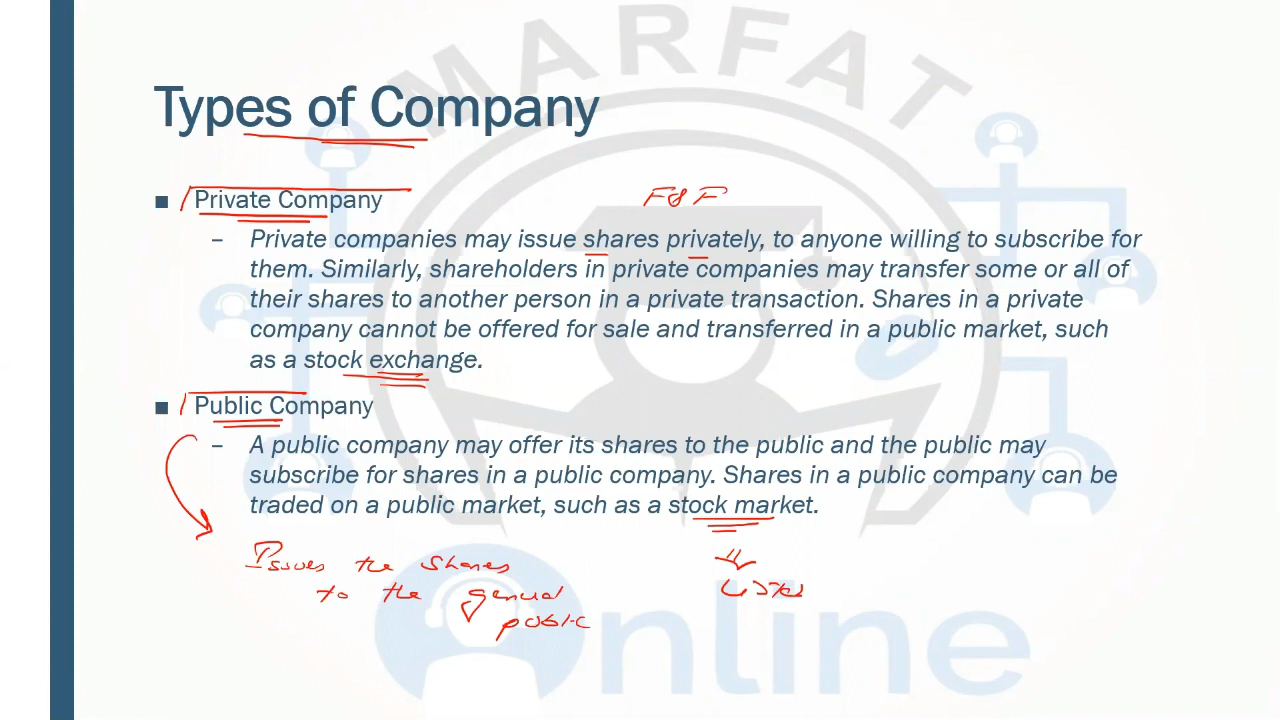 MARFAT
Types of Company
■ Private Company
F & F
– Private companies may issue shares privately, to anyone willing to subscribe for
them. Similarly, shareholders in private companies may transfer some or all of
their shares to another person in a private transaction. Shares in a private
company cannot be offered for sale and transferred in a public market, such
as a stock exchange.
■ Public Company
– A public company may offer its shares to the public and the public may
subscribe for shares in a public company. Shares in a public company can be
traded on a public market, such as a stock market.
Issues the shares
to the general
public
Listed
Online